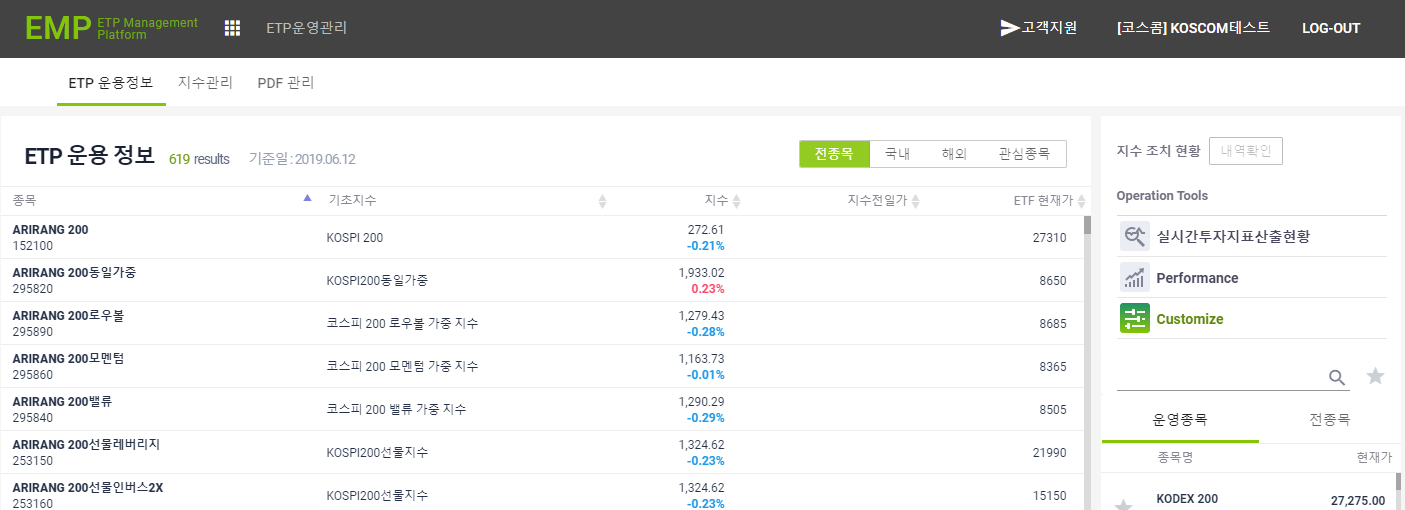 EMP ETP Management Platform
ETP운영관리
고객지원
[코스콤] KOSCOM테스트
LOG-OUT
ETP 운용정보
지수관리
PDF 관리
ETP 운용 정보 619 results 기준일 : 2019.06.12
전종목 국내 해외 관심종목
종목 기초지수 지수 지수전일가 ETF 현재가
ARIRANG 200
152100
KOSPI 200
272.61
-0.21%
27310
ARIRANG 200동일가중
295820
KOSPI200동일가중
1,933.02
0.23%
8650
ARIRANG 200로우볼
295890
코스피 200 로우볼 가중 지수
1,279.43
-0.28%
8685
ARIRANG 200모멘텀
295860
코스피 200 모멘텀 가중 지수
1,163.73
-0.01%
8365
ARIRANG 200밸류
295840
코스피 200 밸류 가중 지수
1,290.29
-0.29%
8505
ARIRANG 200선물레버리지
253150
KOSPI200선물지수
1,324.62
-0.23%
21990
ARIRANG 200선물인버스2X
253160
KOSPI200선물지수
1,324.62
-0.23%
15150
지수 조치 현황 내역확인
Operation Tools
실시간투자지표산출현황
Performance
Customize
운영종목 전종목
종목명 현재가
KODEX 200 27,275.00